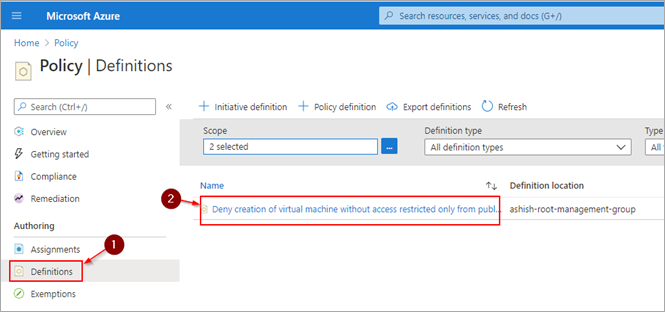 Microsoft Azure
Search resources, services, and docs (G+/)
Home > Policy >
Policy | Definitions
Search (Ctrl+/)
«
Overview
Getting started
Compliance
Remediation
Authoring
Assignments
Definitions
Exemptions
1
+ Initiative definition + Policy definition Export definitions Refresh
Scope Definition type Type
2 selected ... All definition types All
Name ↑↓ Definition location
2 Deny creation of virtual machine without access restricted only from publ... ashish-root-management-group